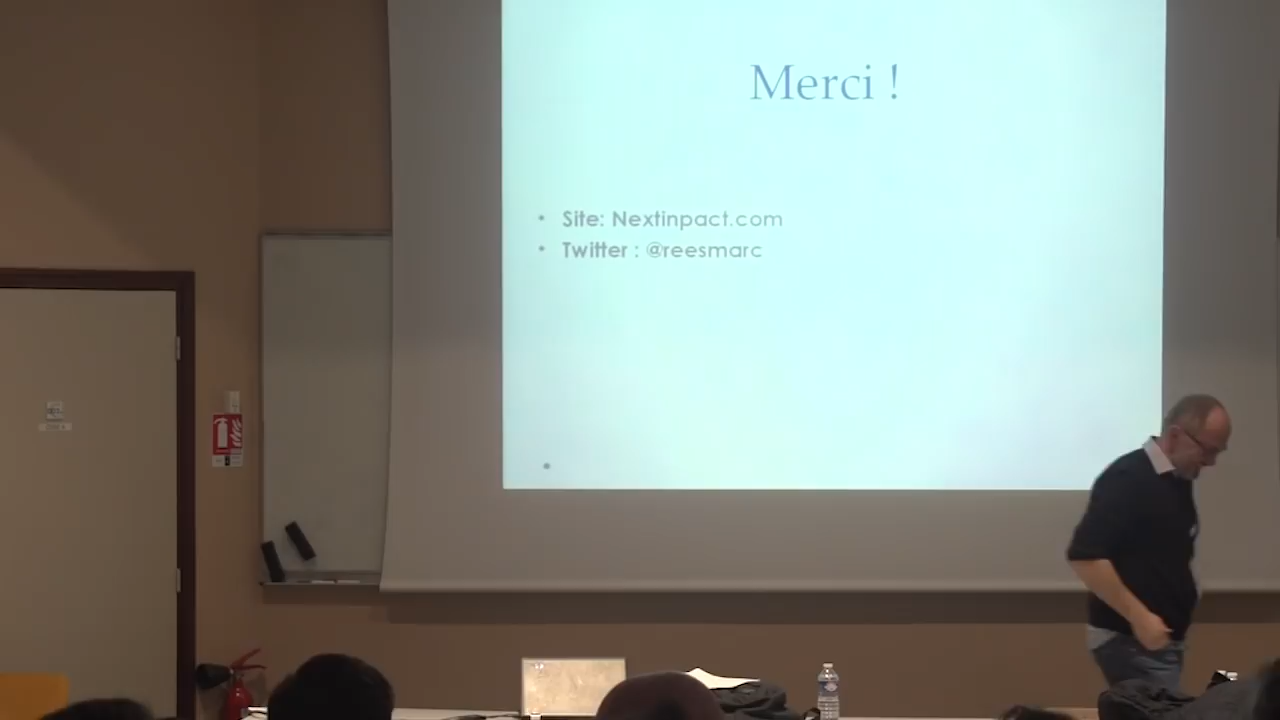 Merci !
• Site: Nextinpact.com
• Twitter : @reesmarc
•